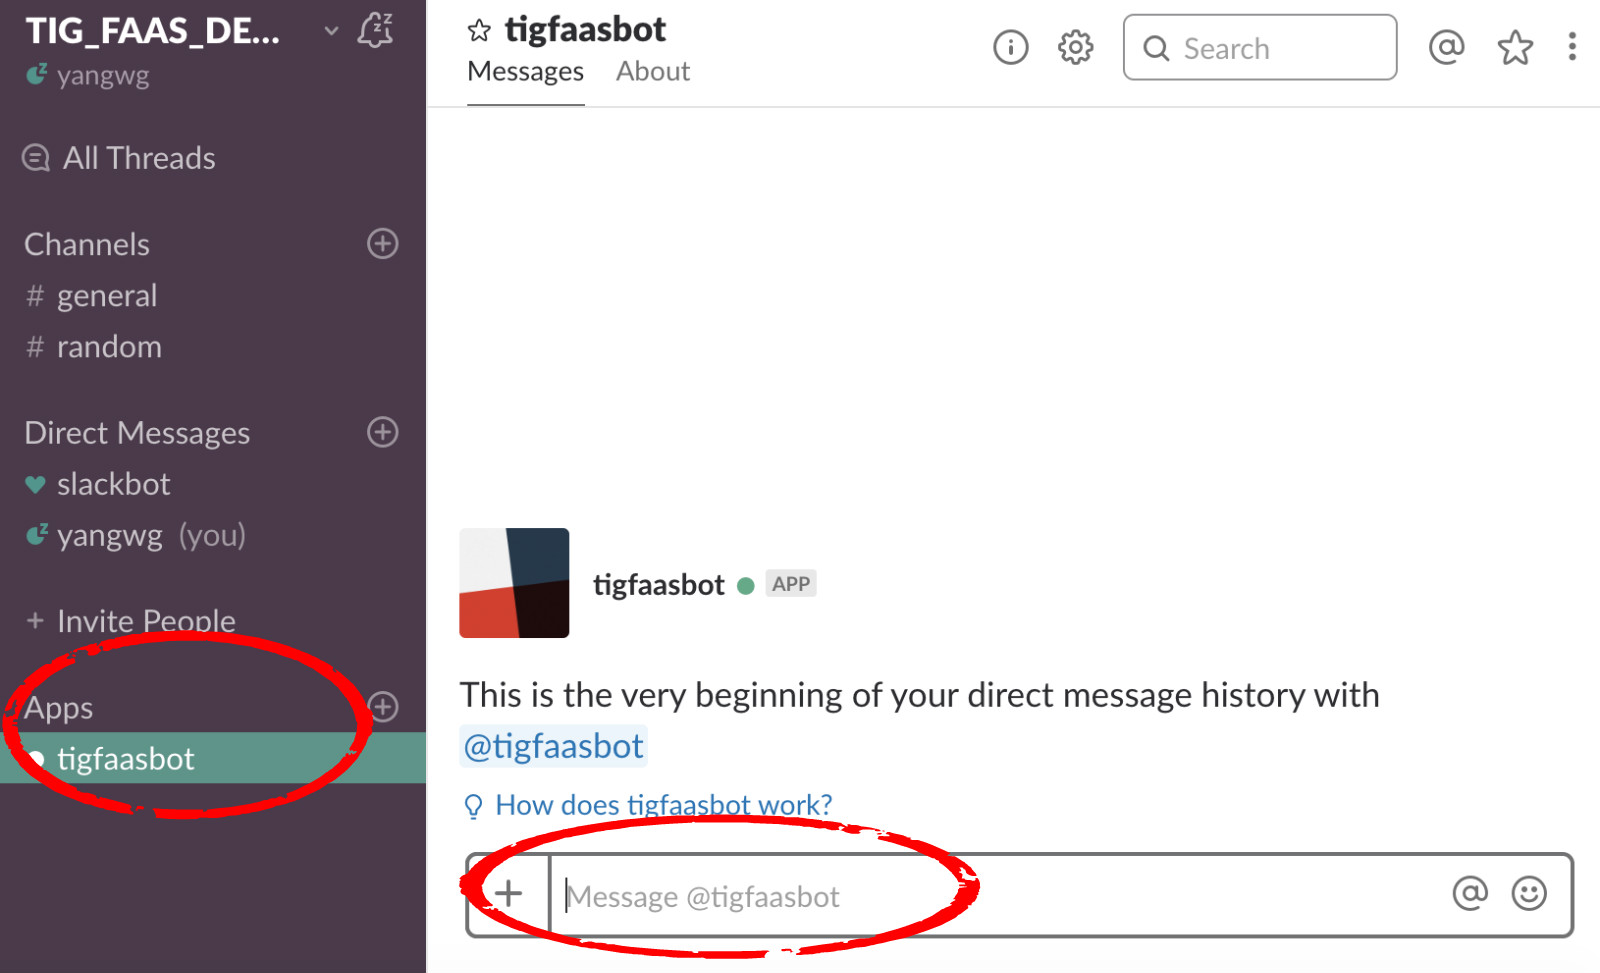 TIG_FAAS_DE...
yangwg
All Threads
Channels
# general
# random
Direct Messages
slackbot
yangwg (you)
+ Invite People
Apps
tigfaasbot
tigfaasbot
Messages About
Search
tigfaasbot APP
This is the very beginning of your direct message history with
@tigfaasbot
How does tigfaasbot work?
Message @tigfaasbot